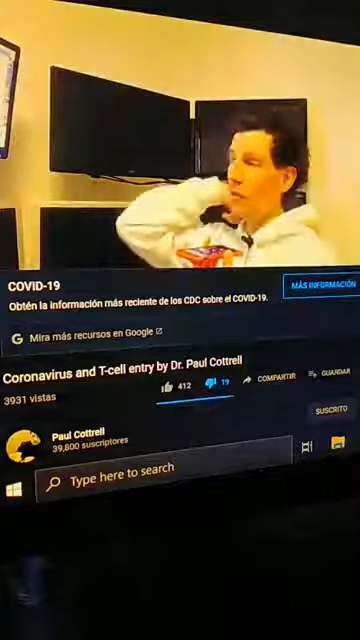 COVID-19
MÁS INFORMACIÓN
Obtén la información más reciente de los CDC sobre el COVID-19.
Mira más recursos en Google
Coronavirus and T-cell entry by Dr. Paul Cottrell
3931 vistas
412
19
COMPARTIR
GUARDAR
Paul Cottrell
39,800 suscriptores
SUSCRITO
Type here to search